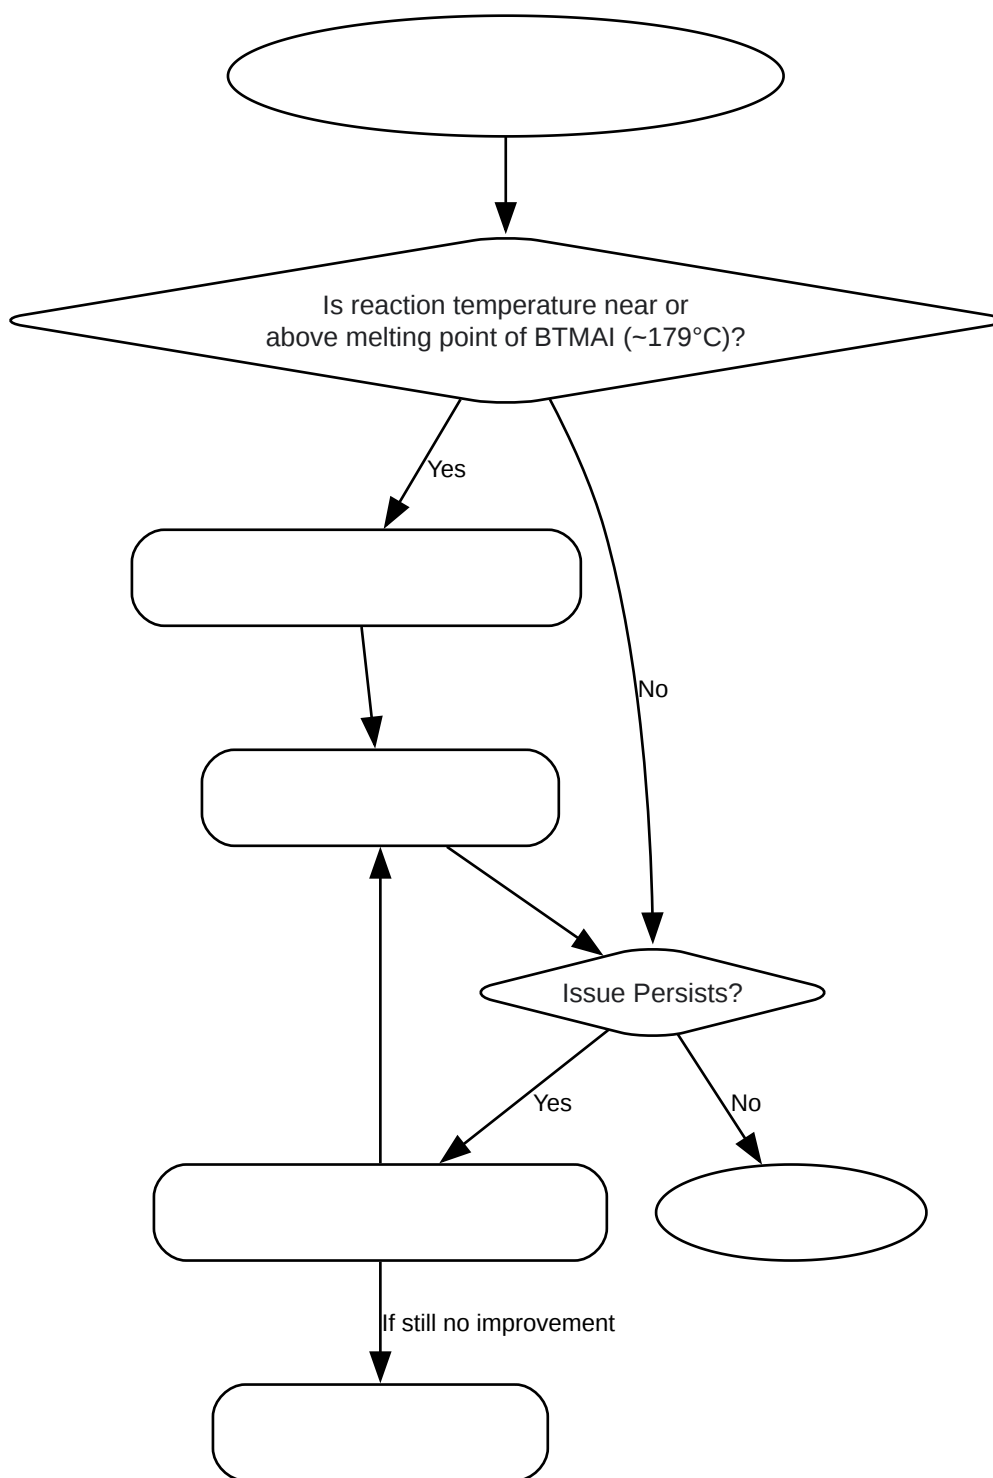 Is reaction temperature near or
above melting point of BTMAI (~179°C)?
Yes
No
Issue Persists?
Yes
No
If still no improvement